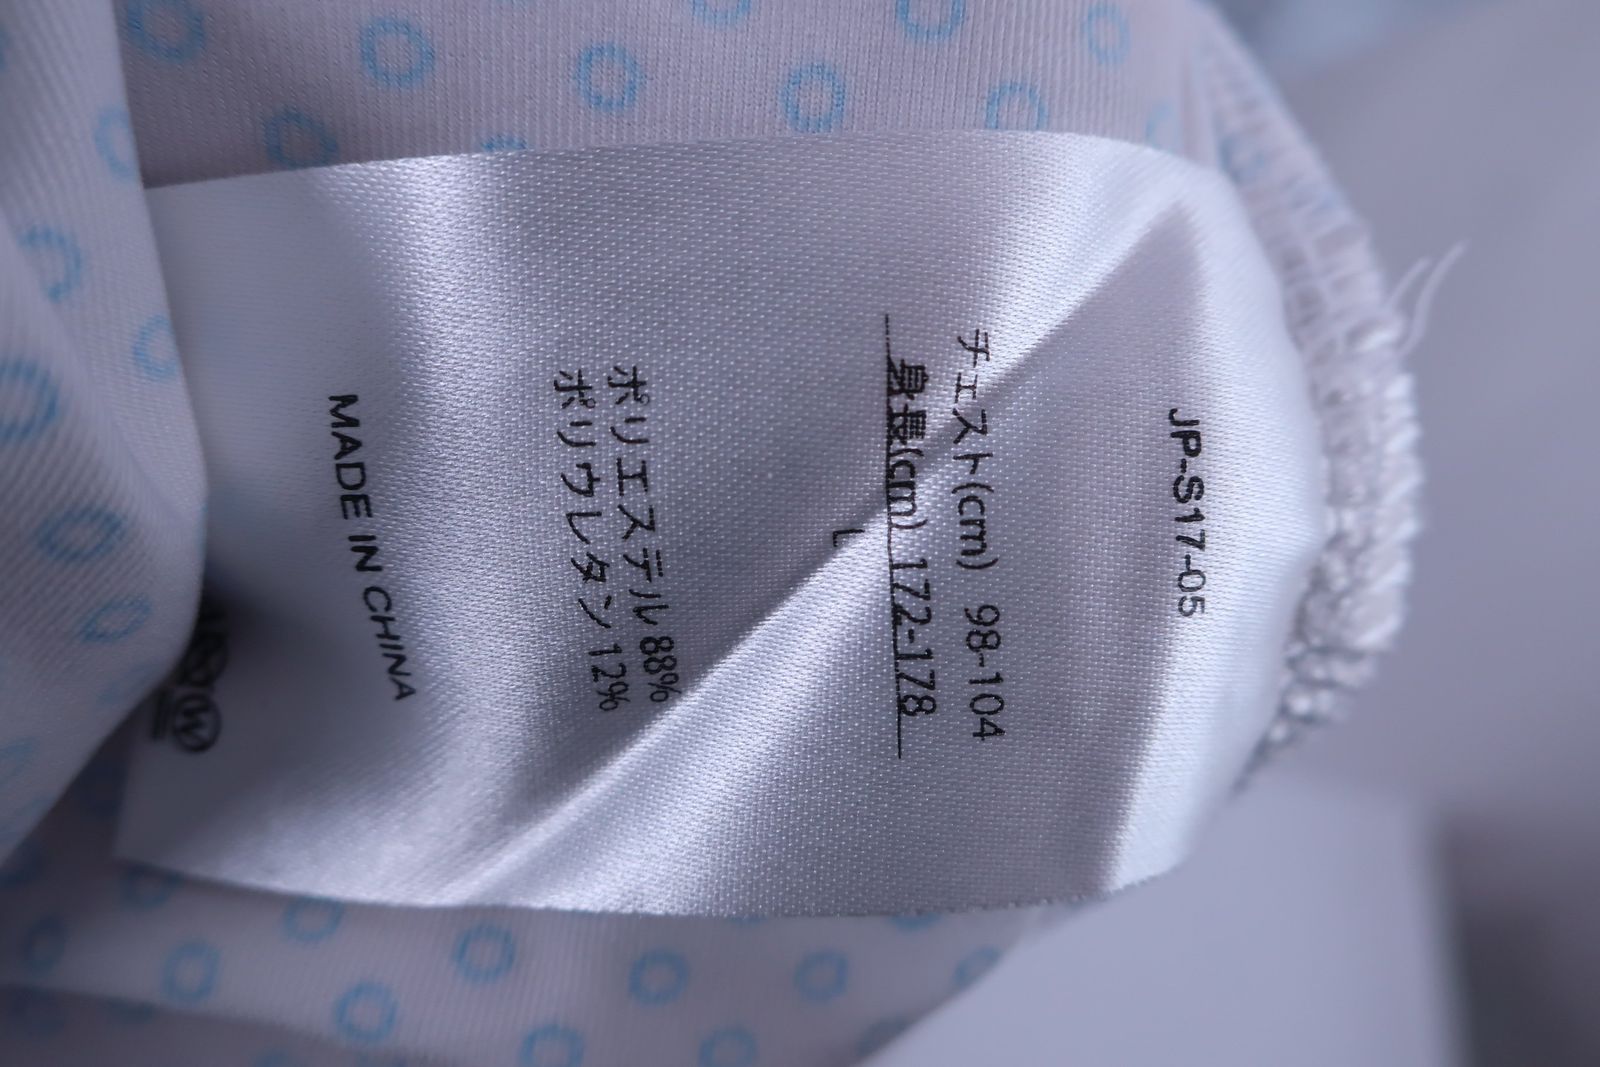 JP-S17-05
チェスト(cm) 98-104
身長(cm) 172-178
L
ポリエステル 88%
ポリウレタン 12%
MADE IN CHINA
W